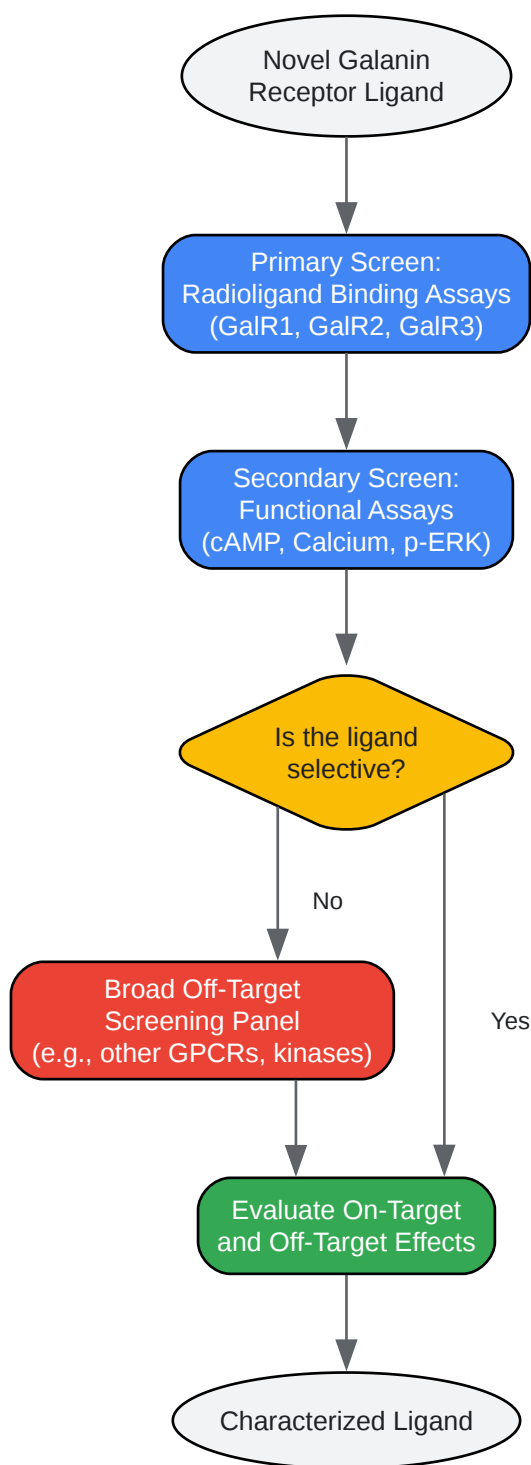 Novel Galanin
Receptor Ligand
Primary Screen:
Radioligand Binding Assays
(GalR1, GalR2, GalR3)
Secondary Screen:
Functional Assays
(cAMP, Calcium, p-ERK)
Is the ligand
selective?
No
Broad Off-Target
Screening Panel
(e.g., other GPCRs, kinases)
Yes
Evaluate On-Target
and Off-Target Effects
Characterized Ligand